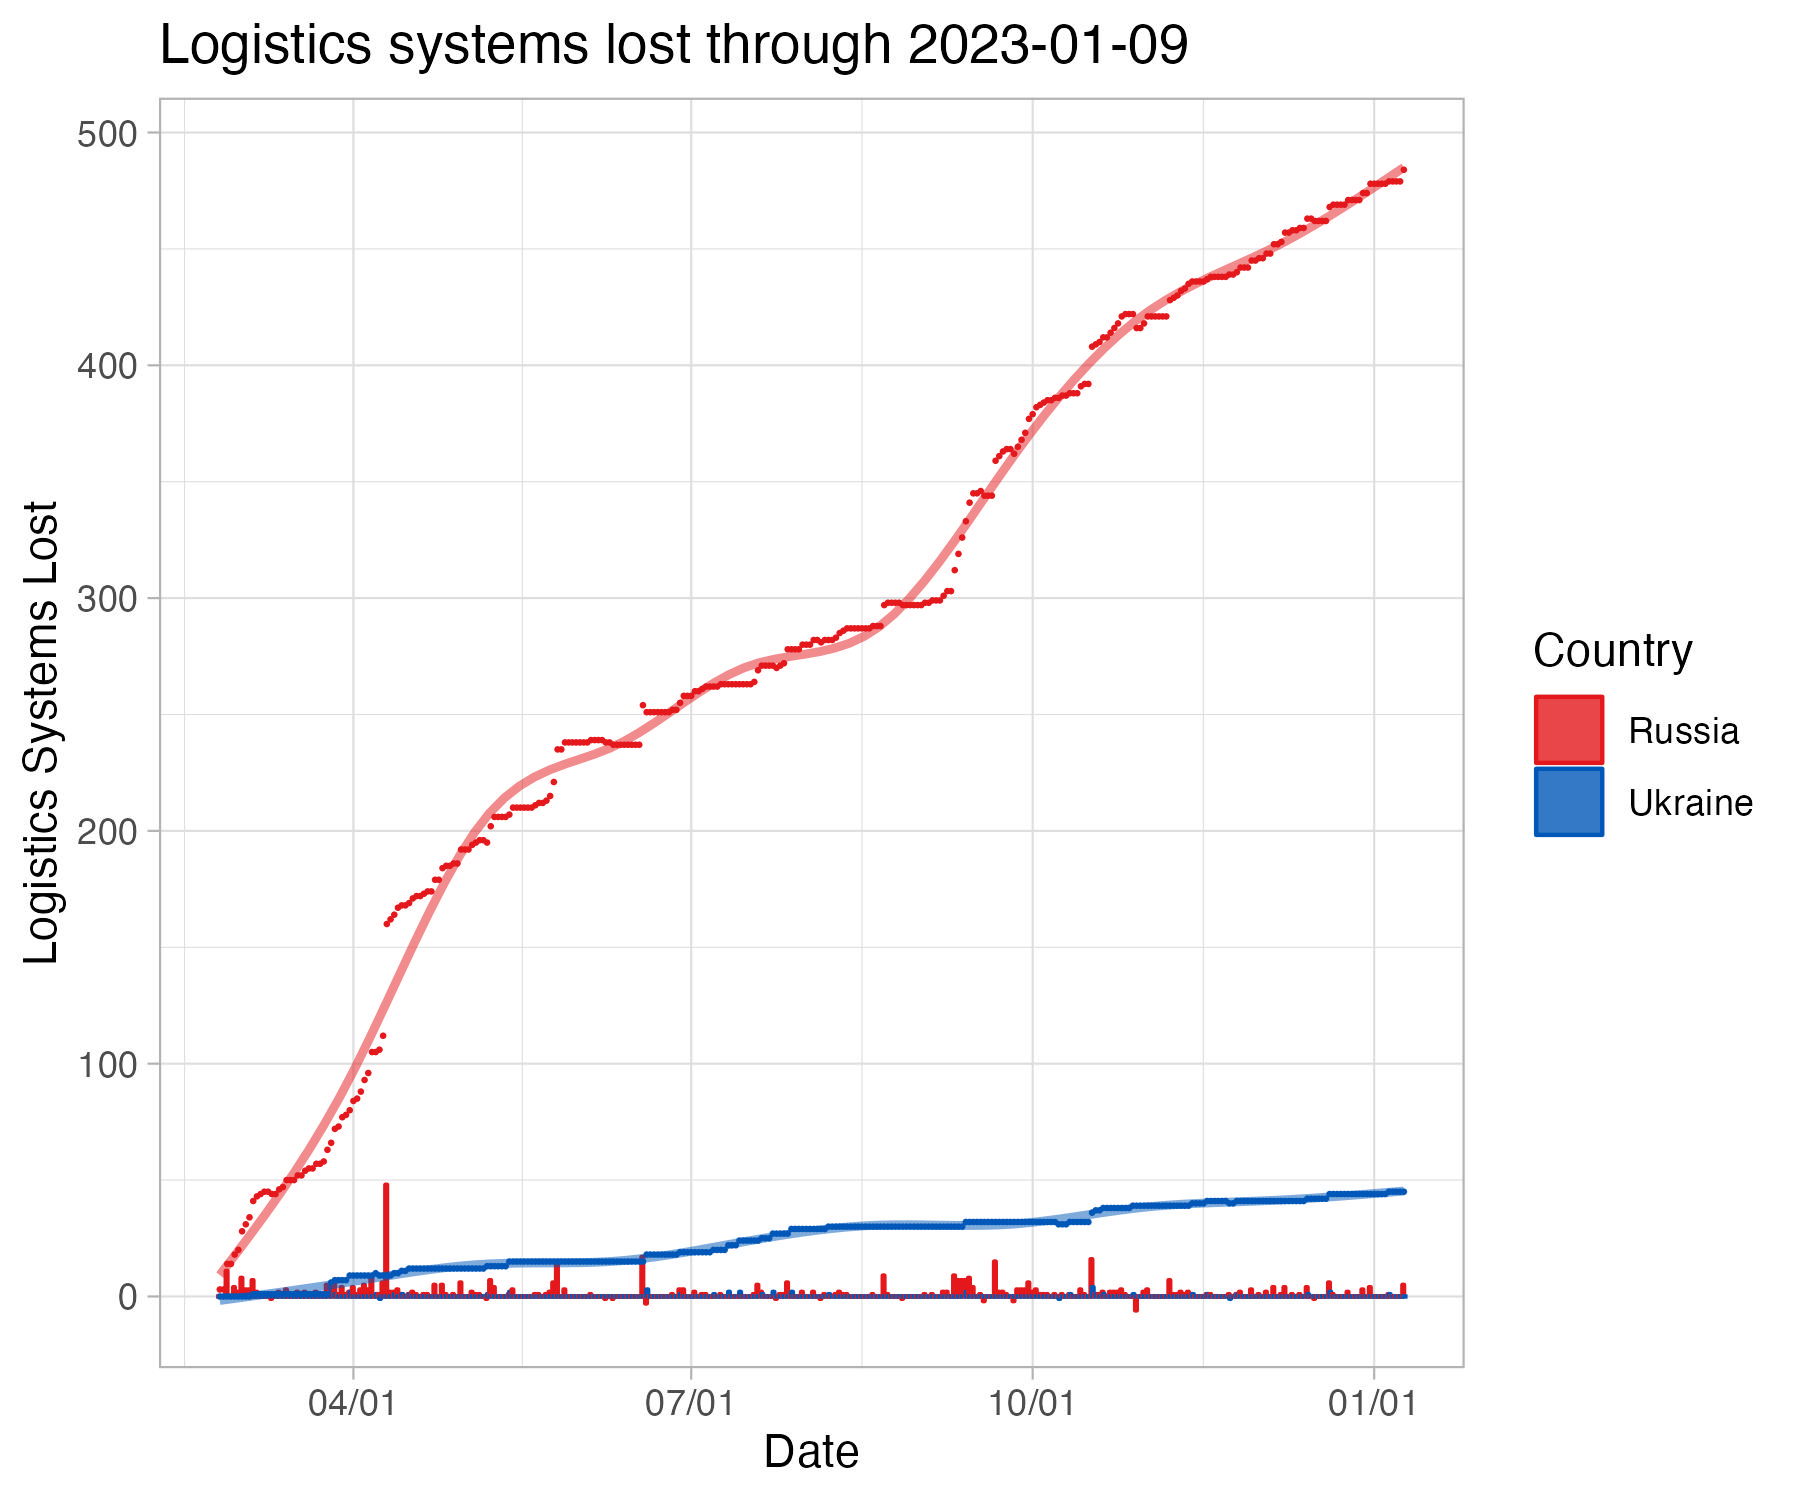 Logistics systems lost through 2023-01-09
Logistics Systems Lost
500
400
300
200
100
0
04/01
07/01
10/01
01/01
Date
Country
Russia
Ukraine